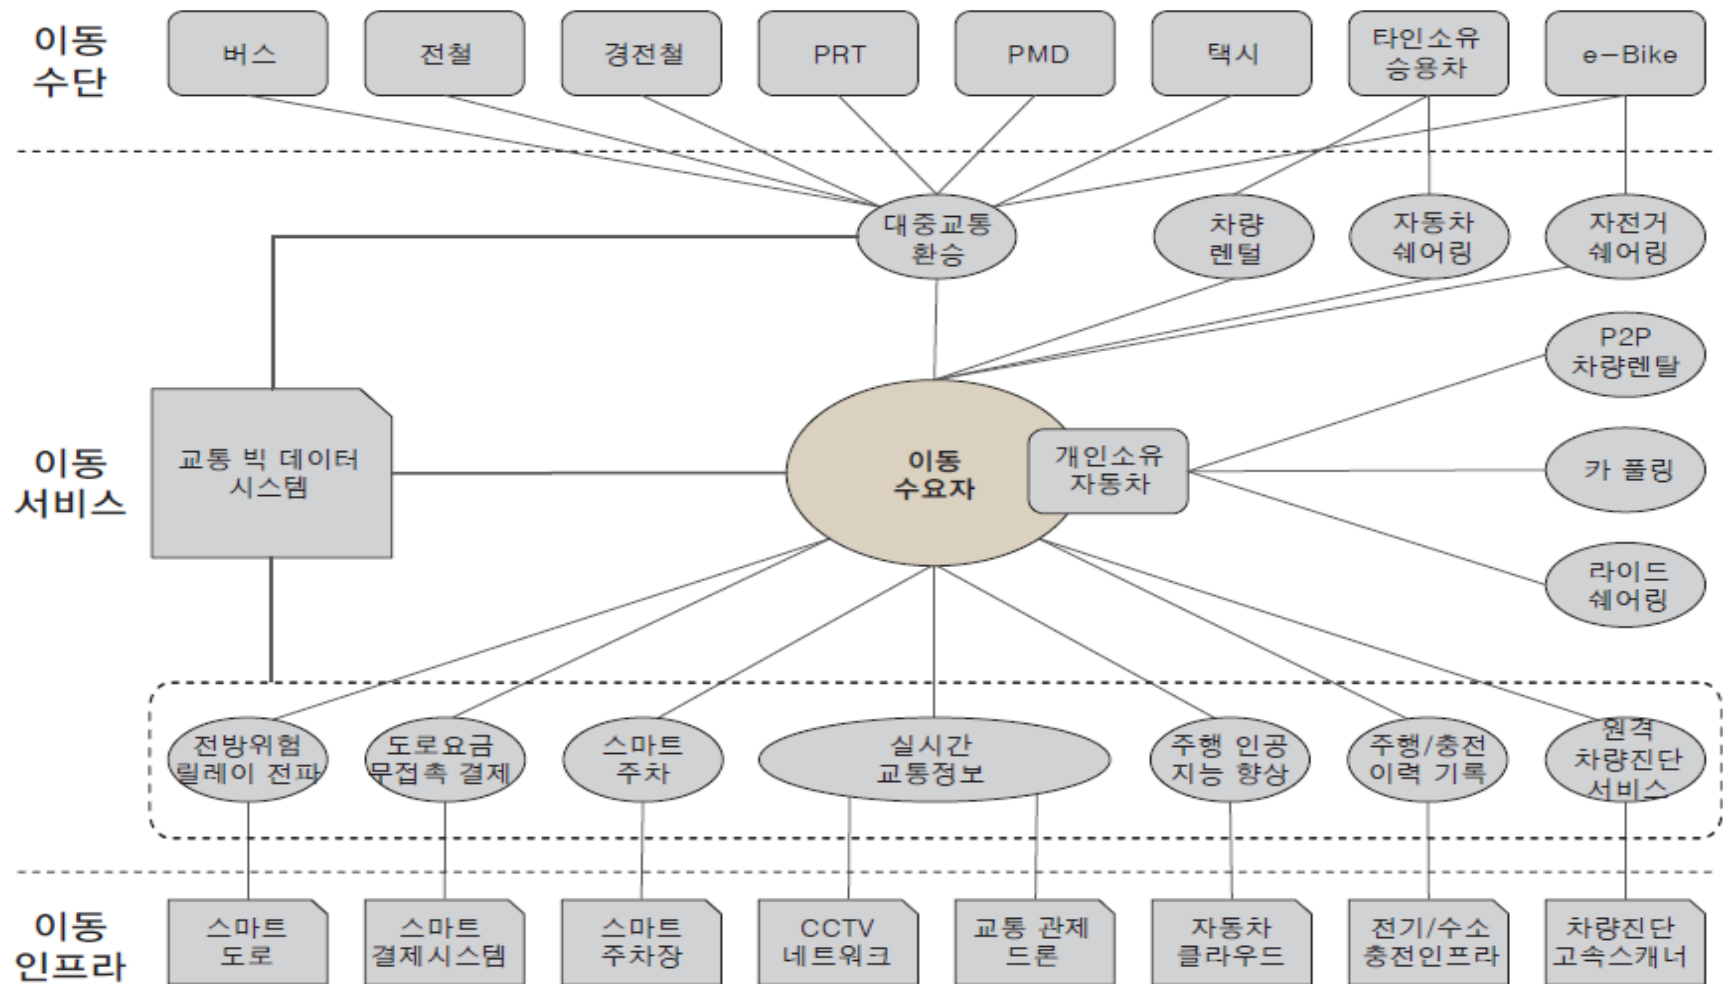 이동
수단
버스
전철
경전철
PRT
PMD
택시
타인소유
승용차
e-Bike
대중교통
환승
차량
렌털
자동차
쉐어링
자전거
쉐어링
P2P
차량렌탈
이동
서비스
교통 빅 데이터
시스템
이동
수요자
개인소유
자동차
카 풀링
라이드
쉐어링
전방위험
릴레이 전파
도로요금
무접촉 결제
스마트
주차
실시간
교통정보
주행 인공
지능 향상
주행/충전
이력 기록
원격
차량진단
서비스
이동
인프라
스마트
도로
스마트
결제시스템
스마트
주차장
CCTV
네트워크
교통 관제
드론
자동차
클라우드
전기/수소
충전인프라
차량진단
고속스캐너